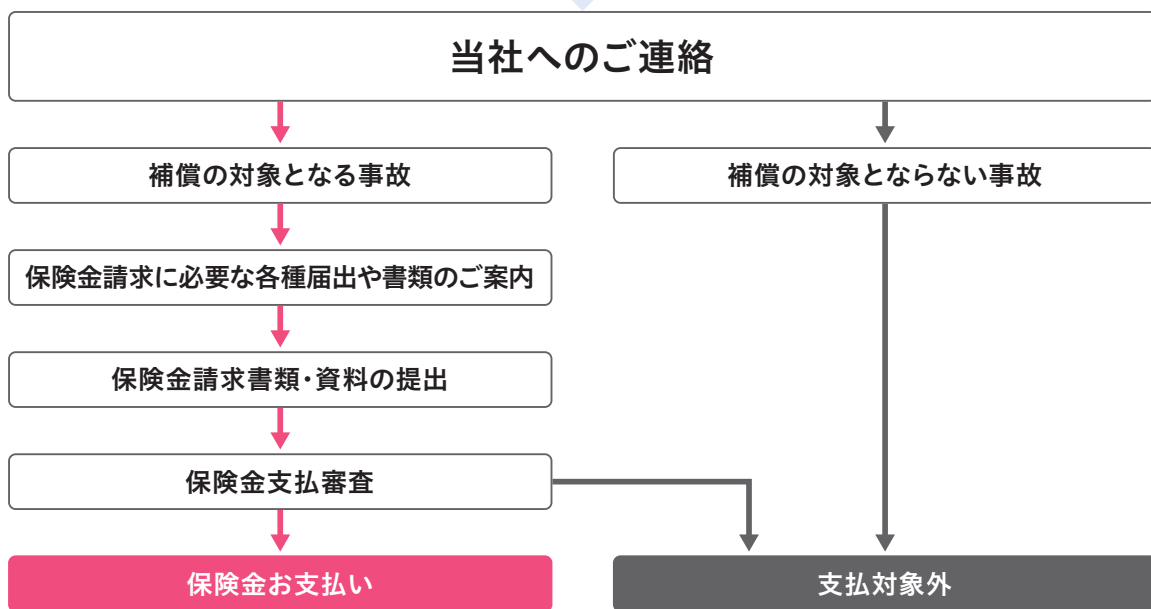 当社へのご連絡
補償の対象となる事故
補償の対象とならない事故
保険金請求に必要な各種届出や書類のご案内
保険金請求書類・資料の提出
保険金支払審査
保険金お支払い
支払対象外